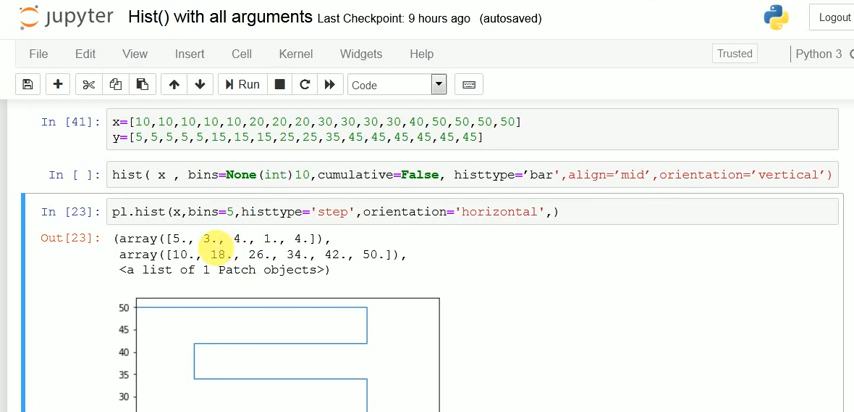 jupyter Hist() with all arguments Last Checkpoint: 9 hours ago (autosaved)
Logout
File Edit View Insert Cell Kernel Widgets Help
Trusted Python 3
Run Code
In [41]: x=[10,10,10,10,10,20,20,20,30,30,30,30,40,50,50,50,50]
y=[5,5,5,5,5,15,15,15,25,25,35,45,45,45,45,45,45]
In [ ]: hist( x , bins=None(int)10,cumulative=False, histtype=’bar',align=’mid’,orientation=’vertical’)
In [23]: pl.hist(x,bins=5,histtype='step',orientation='horizontal',)
Out[23]: (array([5., 3., 4., 1., 4.]),
array([10., 18., 26., 34., 42., 50.]),
<a list of 1 Patch objects>)
50
45
40
35
30